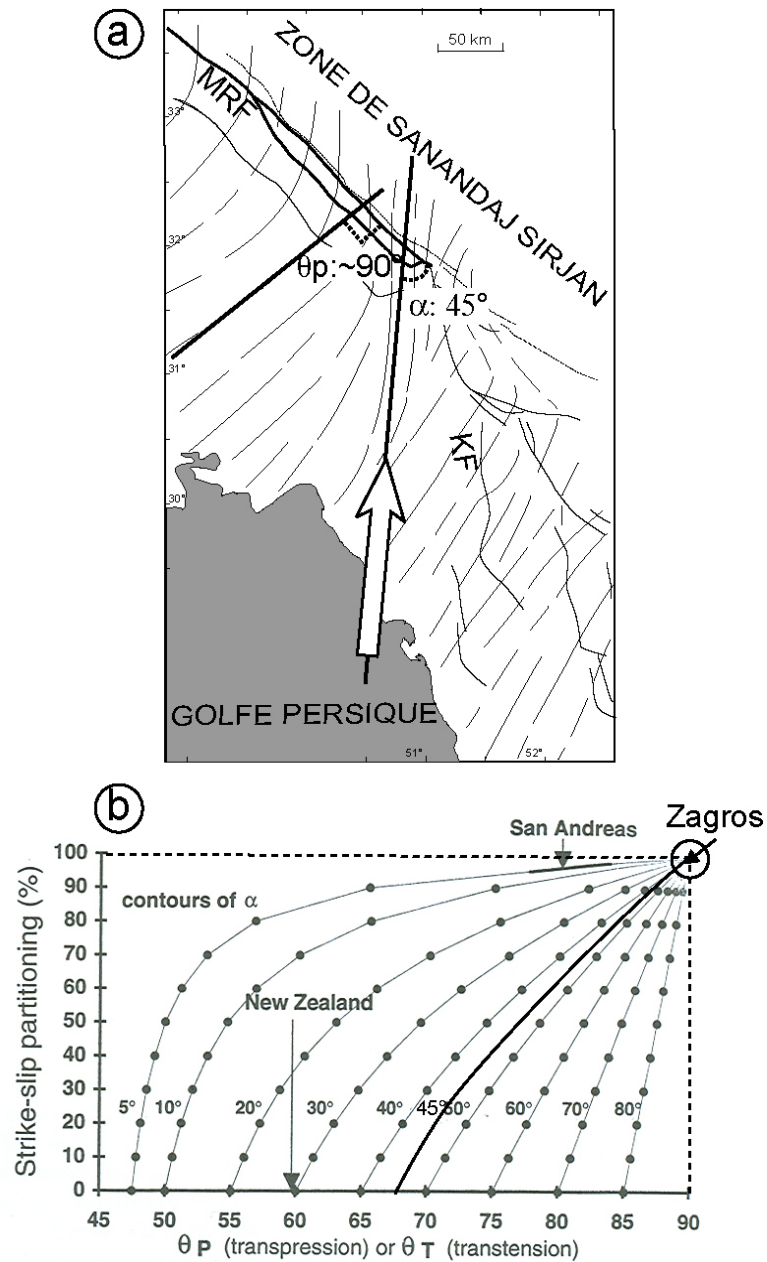 a
50 km
ZONE DE SANANDAJ SIRJAN
MRF
33°
32°
θp:~90°
α: 45°
31°
KF
30°
GOLFE PERSIQUE
51°
52°
b
Zagros
San Andreas
100
90
80
70
60
50
40
30
20
10
0
Strike-slip partitioning (%)
contours of α
New Zealand
5° 10° 20° 30° 40° 45° 50° 60° 70° 80°
45 50 55 60 65 70 75 80 85 90
θP (transpression) or θT (transtension)